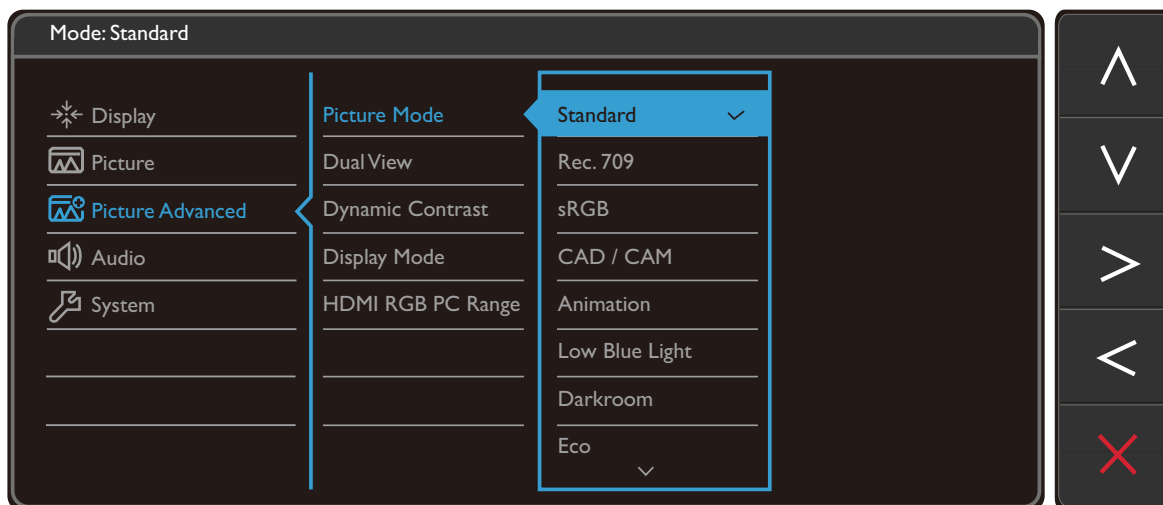 Mode: Standard
Display
Picture
Picture Advanced
Audio
System
Picture Mode
Dual View
Dynamic Contrast
Display Mode
HDMI RGB PC Range
Standard
Rec. 709
sRGB
CAD / CAM
Animation
Low Blue Light
Darkroom
Eco